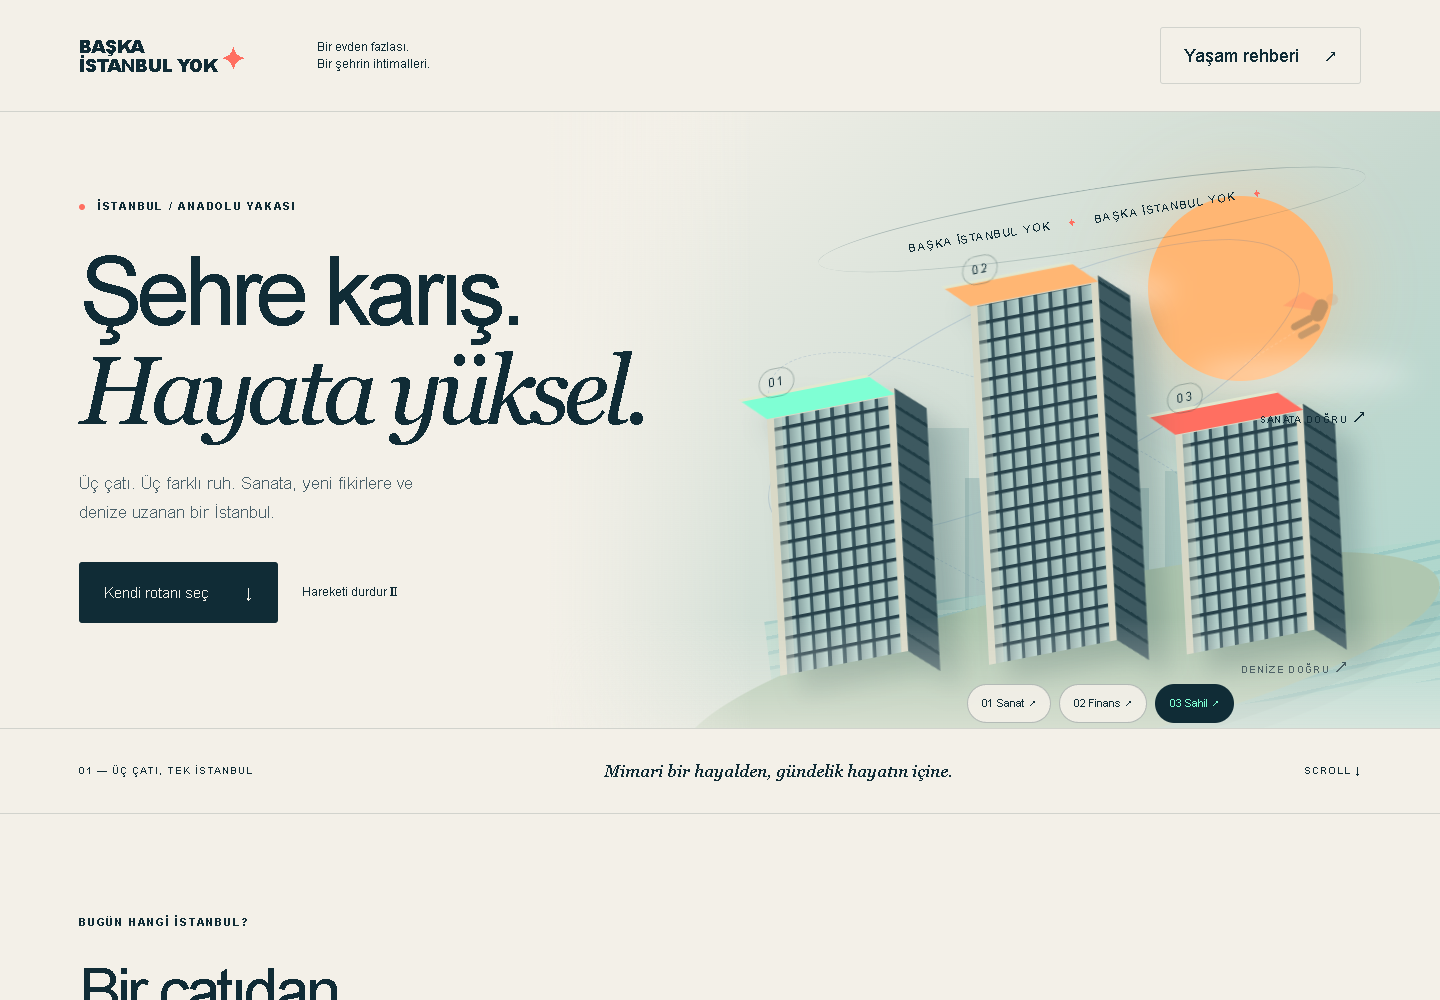 BAŞKA
İSTANBUL YOK
Bir evden fazlası.
Bir şehrin ihtimalleri.
Yaşam rehberi ↗
İSTANBUL / ANADOLU YAKASI
Şehre karış.
Hayata yüksel.
Üç çatı. Üç farklı ruh. Sanata, yeni fikirlere ve
denize uzanan bir İstanbul.
Kendi rotanı seç ↓
Hareketi durdur II
BAŞKA İSTANBUL YOK ✦ BAŞKA İSTANBUL YOK ✦
02
01
03
SANATA DOĞRU ↗
DENİZE DOĞRU ↗
01 Sanat ↗
02 Finans ↗
03 Sahil ↗
01 — ÜÇ ÇATI, TEK İSTANBUL
Mimari bir hayalden, gündelik hayatın içine.
SCROLL ↓
BUGÜN HANGİ İSTANBUL?
Bir çatıdan